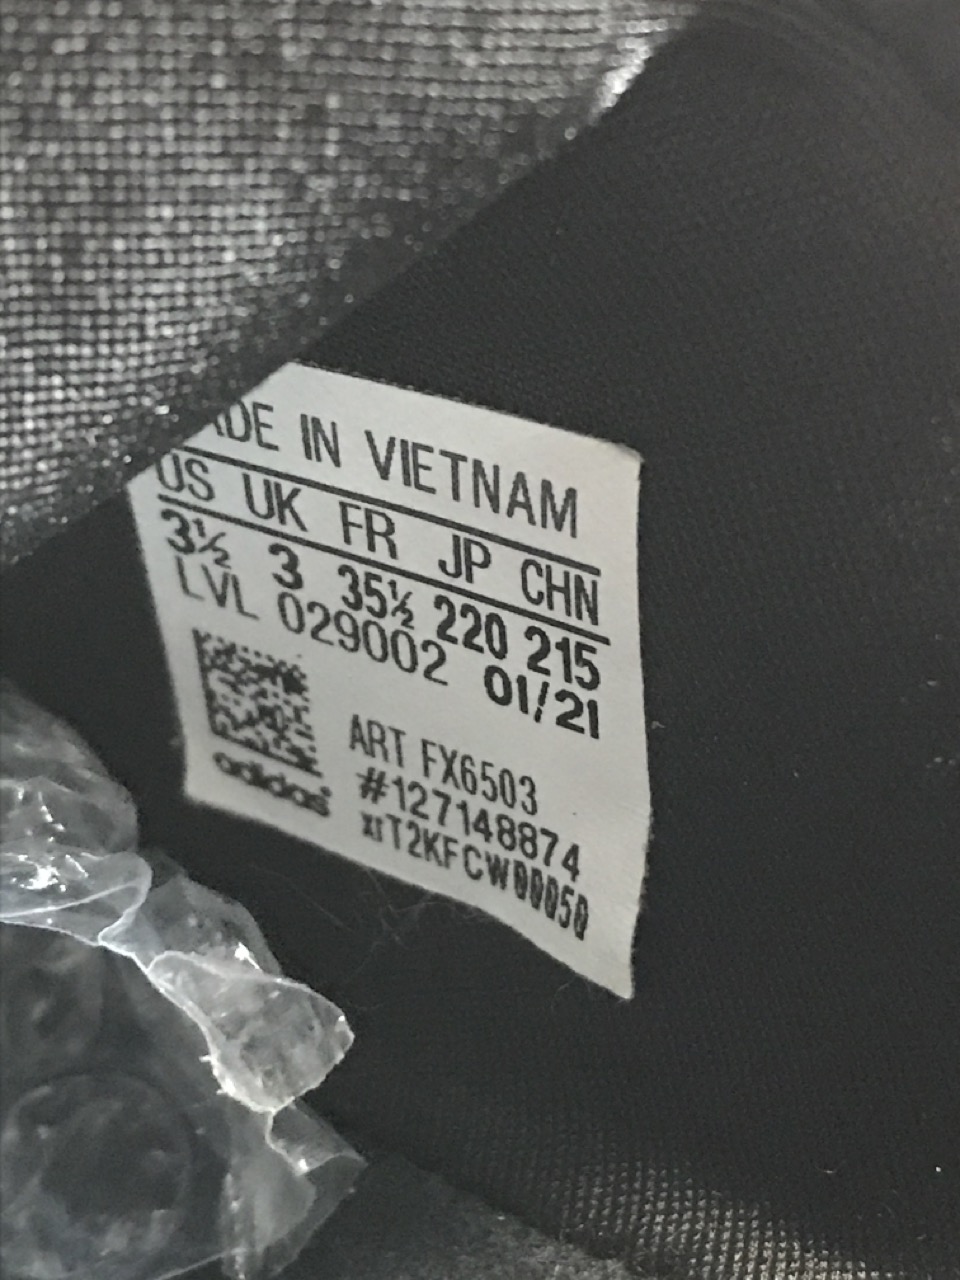 ADE IN VIETNAM
US UK FR JP CHN
3½ 3 35½ 220 215
LVL 029002 01/21
ART FX6503
#127148874
adidas
xrT2KFCW00050